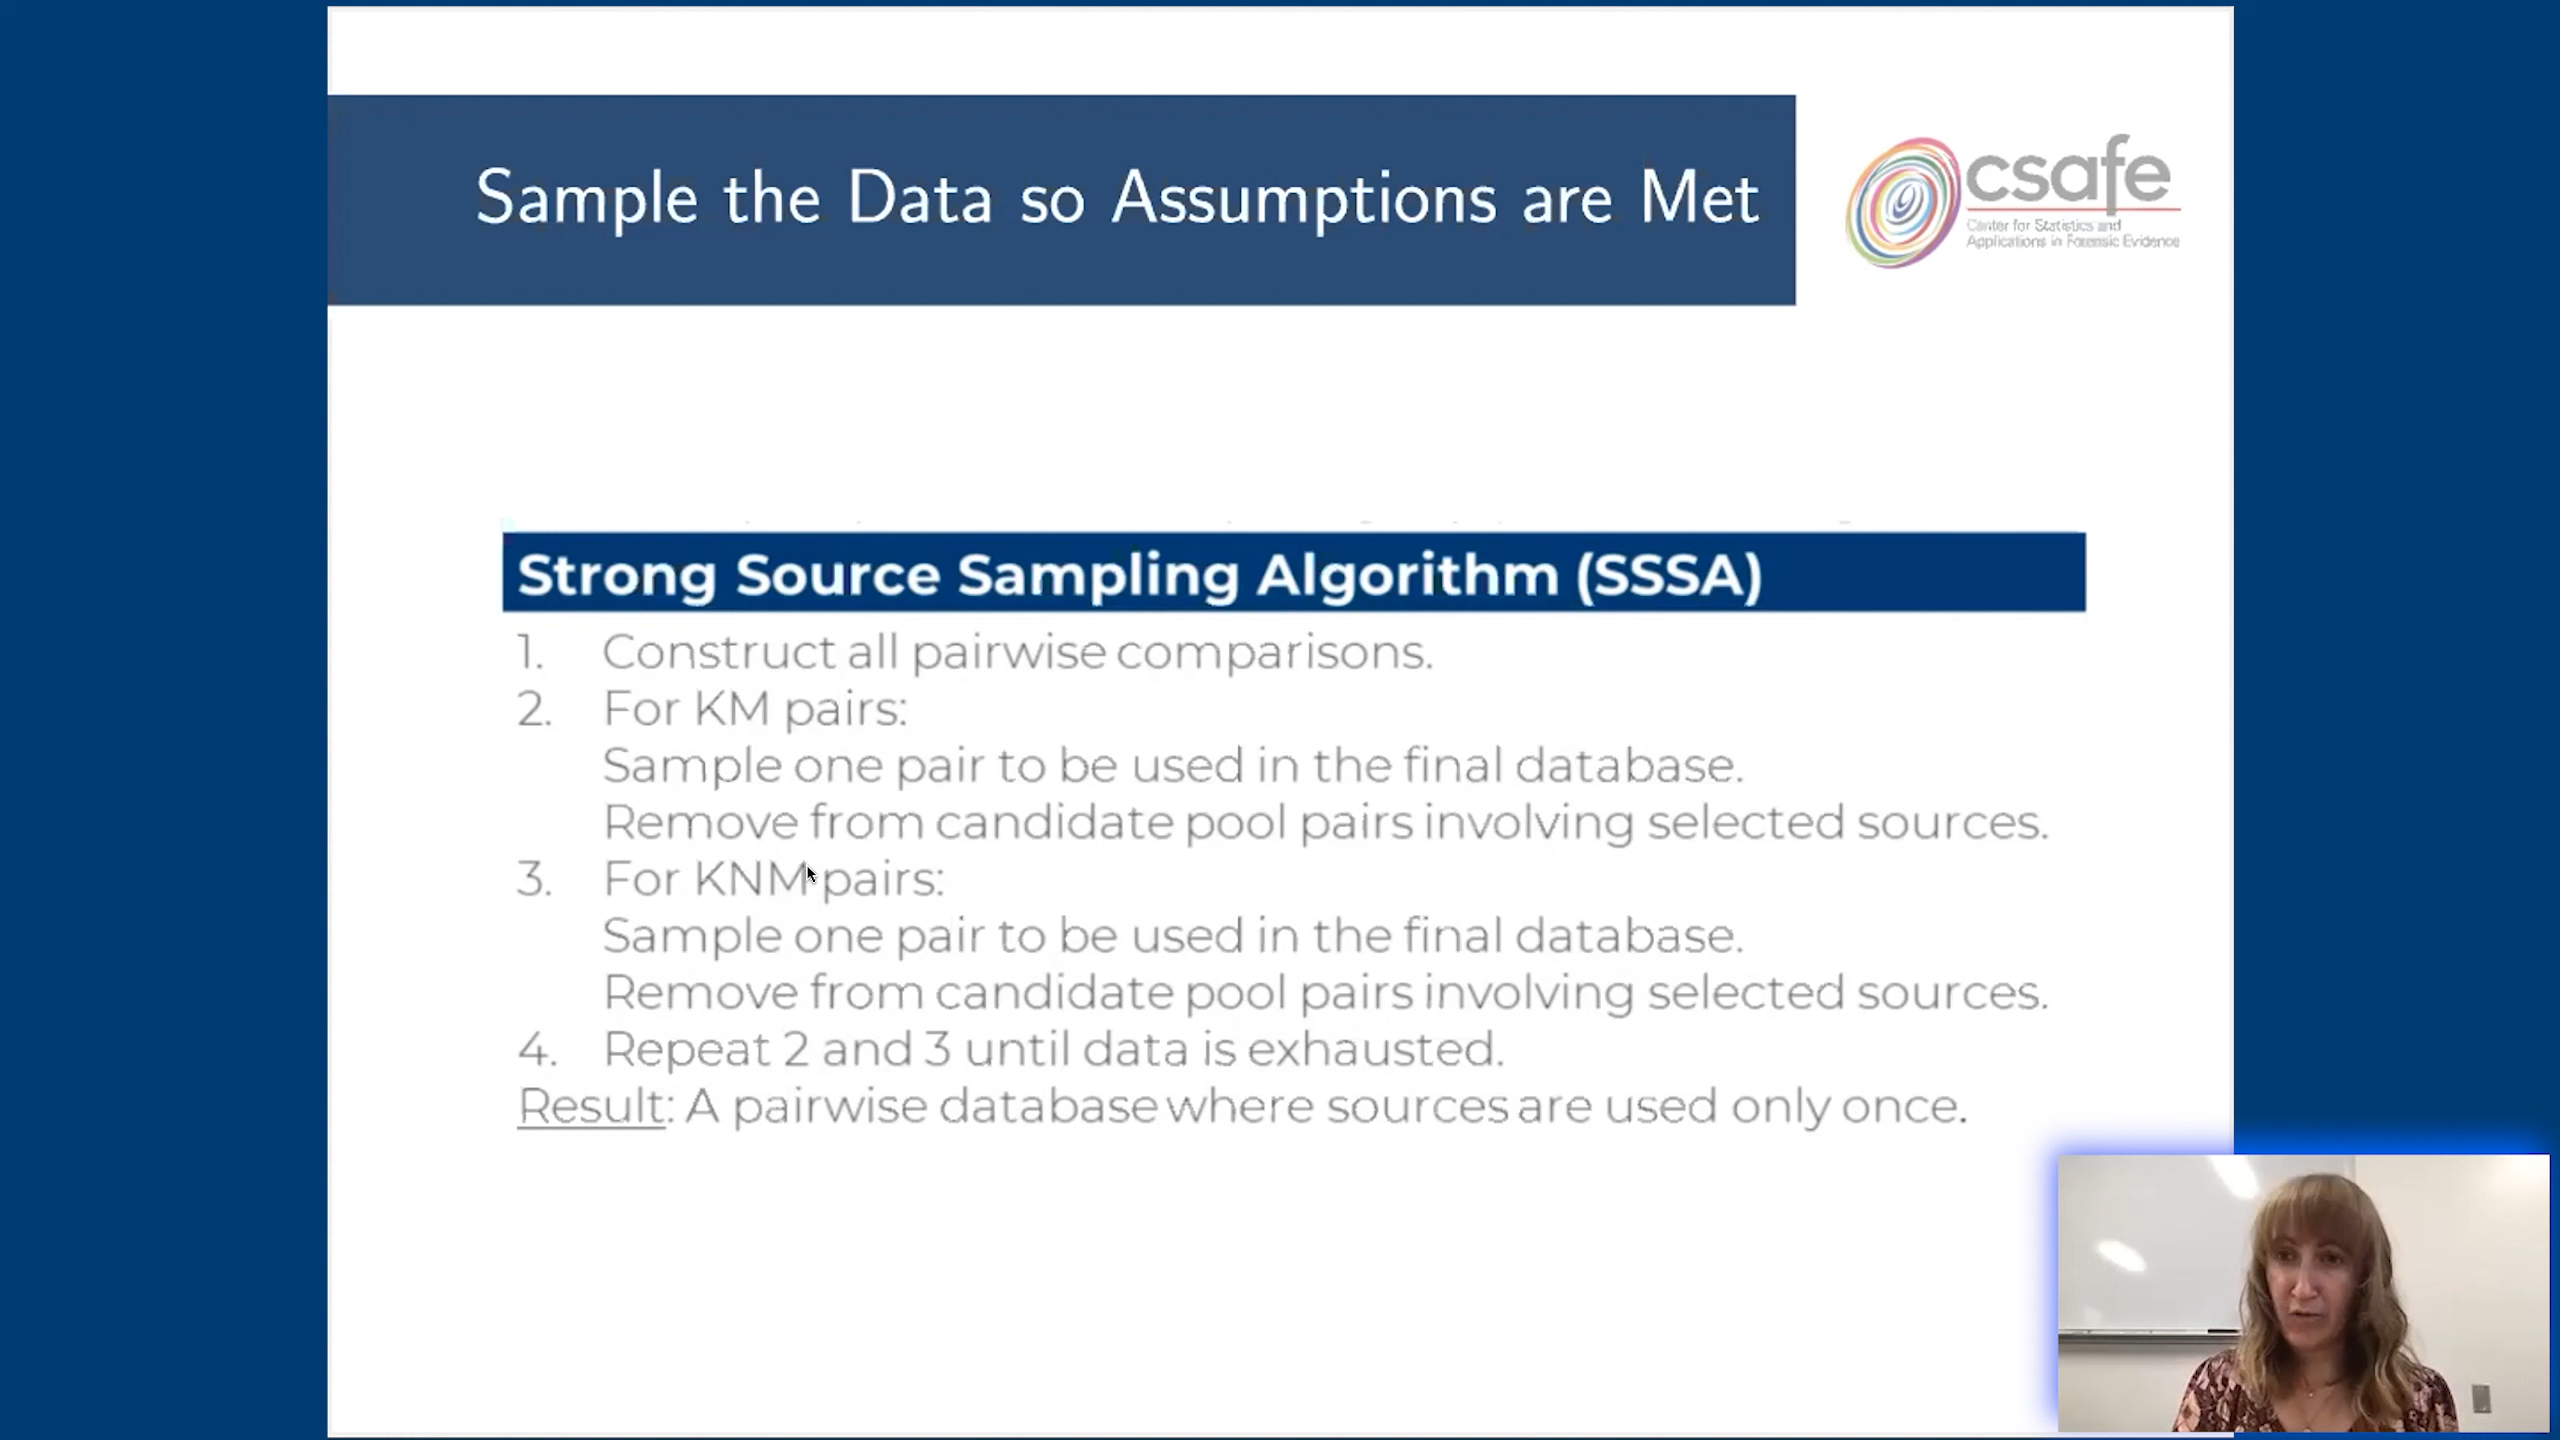 Sample the Data so Assumptions are Met
csafe
Center for Statistics and
Applications in Forensic Evidence
Strong Source Sampling Algorithm (SSSA)
1. Construct all pairwise comparisons.
2. For KM pairs:
Sample one pair to be used in the final database.
Remove from candidate pool pairs involving selected sources.
3. For KNM pairs:
Sample one pair to be used in the final database.
Remove from candidate pool pairs involving selected sources.
4. Repeat 2 and 3 until data is exhausted.
Result: A pairwise database where sources are used only once.